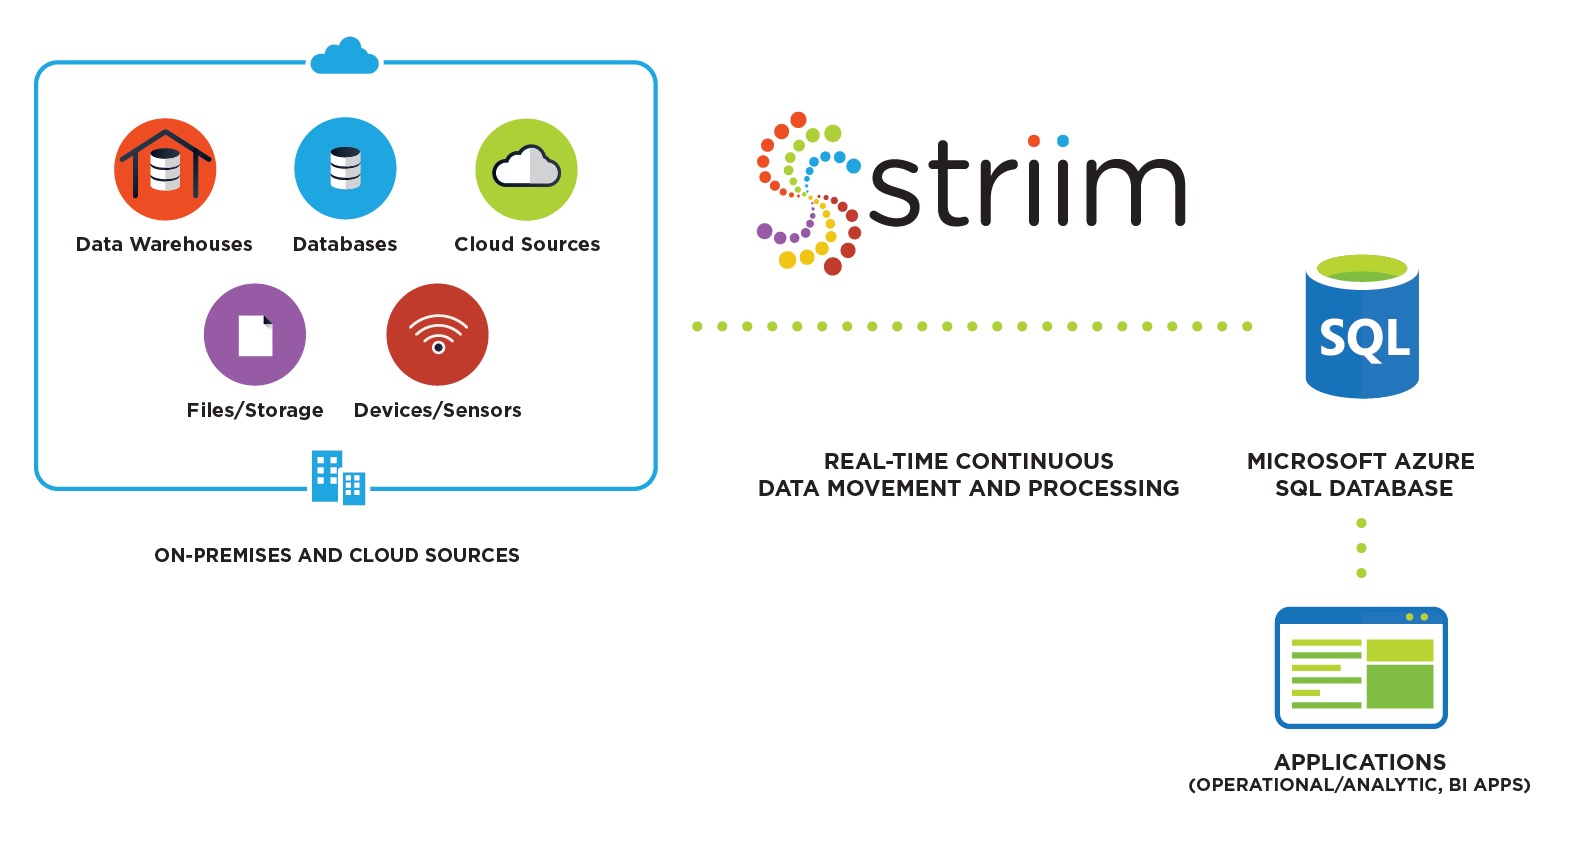 Data Warehouses
Databases
Cloud Sources
Files/Storage
Devices/Sensors
ON-PREMISES AND CLOUD SOURCES
striim
REAL-TIME CONTINUOUS
DATA MOVEMENT AND PROCESSING
SQL
MICROSOFT AZURE
SQL DATABASE
APPLICATIONS
(OPERATIONAL/ANALYTIC, BI APPS)